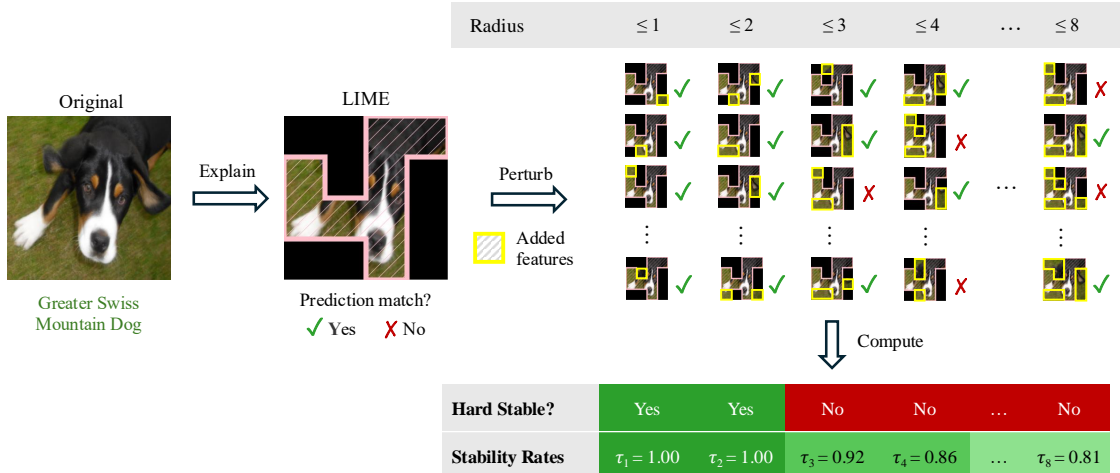 Radius ≤ 1 ≤ 2 ≤ 3 ≤ 4 … ≤ 8
Original
LIME
Explain
Perturb
Added
features
Greater Swiss
Mountain Dog
Prediction match?
✓ Yes ✗ No
Compute
Hard Stable? Yes Yes No No … No
Stability Rates τ₁ = 1.00 τ₂ = 1.00 τ₃ = 0.92 τ₄ = 0.86 … τ₈ = 0.81